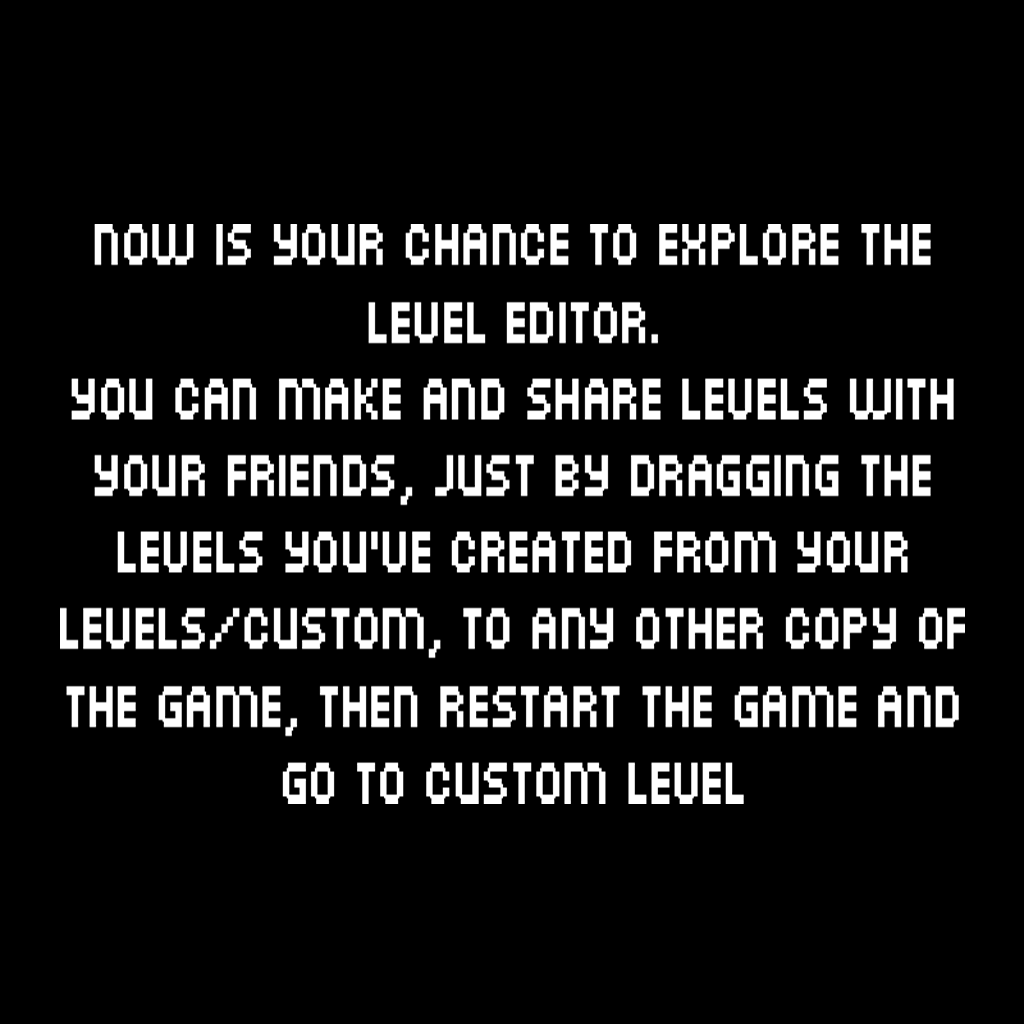 NOW IS YOUR CHANCE TO EXPLORE THE
LEVEL EDITOR.
YOU CAN MAKE AND SHARE LEVELS WITH
YOUR FRIENDS, JUST BY DRAGGING THE
LEVELS YOU'VE CREATED FROM YOUR
LEVELS/CUSTOM, TO ANY OTHER COPY OF
THE GAME, THEN RESTART THE GAME AND
GO TO CUSTOM LEVEL